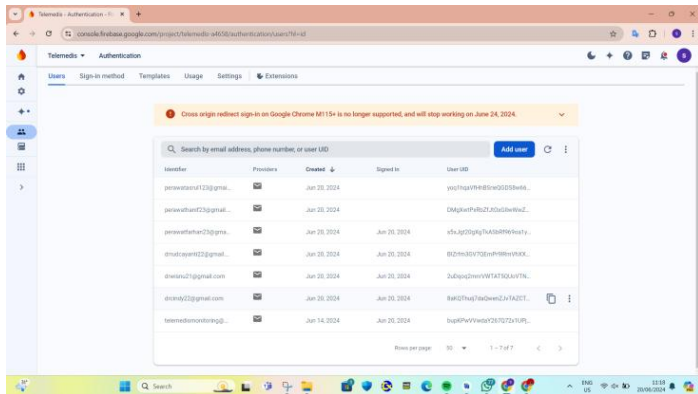 Telemedis - Authentication - Fi
console.firebase.google.com/project/telemedis-a4658/authentication/users?hl=id
Telemedis Authentication
Users Sign-in method Templates Usage Settings Extensions
Cross origin redirect sign-in on Google Chrome M115+ is no longer supported, and will stop working on June 24, 2024.
Search by email address, phone number, or user UID Add user
Identifier Providers Created Signed In User UID
Jun 20, 2024 Jun 20, 2024
Jun 20, 2024
Jun 20, 2024 Jun 20, 2024
Jun 20, 2024 Jun 20, 2024
Jun 20, 2024 Jun 20, 2024
drcindy22@gmail.com Jun 20, 2024 Jun 20, 2024
telemedismonitoring@... Jun 14, 2024 Jun 20, 2024
Rows per page: 50 1 – 7 of 7
Search ENG 11:18
US 20/06/2024